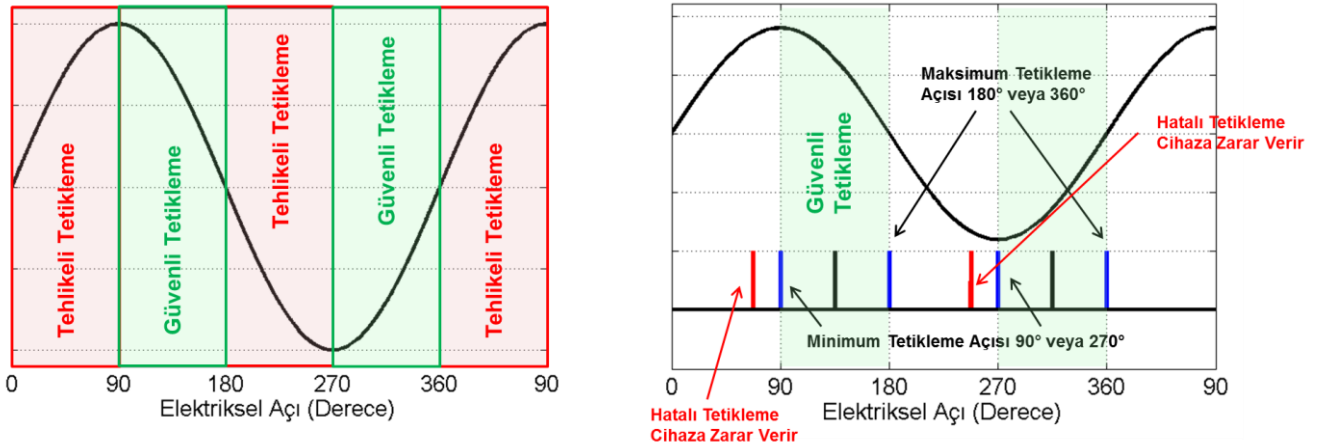 Tehlikeli Tetikleme
Güvenli Tetikleme
Tehlikeli Tetikleme
Güvenli Tetikleme
Tehlikeli Tetikleme
0 90 180 270 360 90
Elektriksel Açı (Derece)
Maksimum Tetikleme
Açısı 180° veya 360°
Hatalı Tetikleme
Cihaza Zarar Verir
Güvenli
Tetikleme
Minimum Tetikleme Açısı 90° veya 270°
0 90 180 270 360 90
Elektriksel Açı (Derece)
Hatalı Tetikleme
Cihaza Zarar Verir